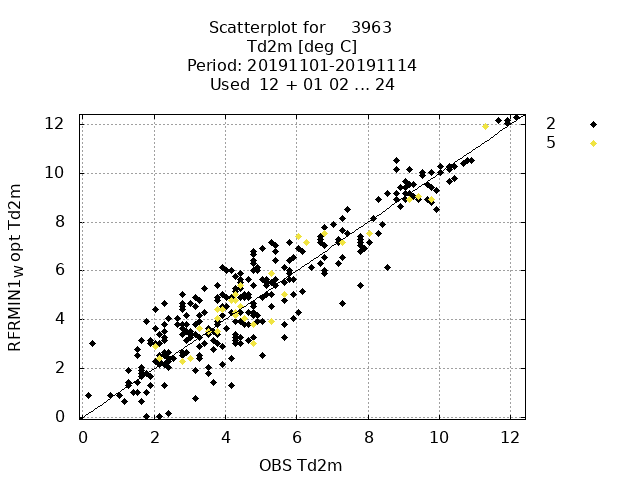 Scatterplot for 3963
Td2m [deg C]
Period: 20191101-20191114
Used 12 + 01 02 ... 24
2
5
RFRMIN1w opt Td2m
12
10
8
6
4
2
0
0 2 4 6 8 10 12
OBS Td2m